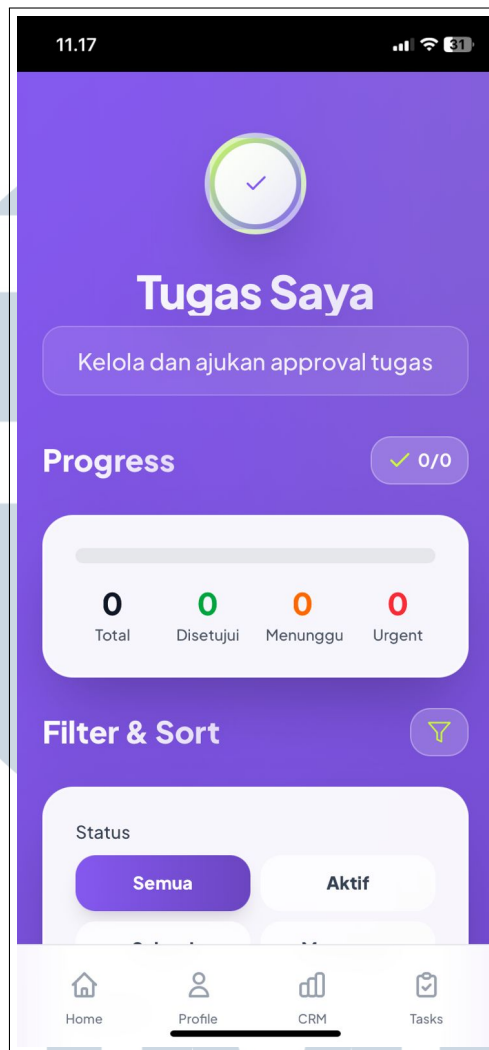 11.17
31
Tugas Saya
Kelola dan ajukan approval tugas
Progress
0/0
0 0 0 0
Total Disetujui Menunggu Urgent
Filter & Sort
Status
Semua Aktif
Home Profile CRM Tasks